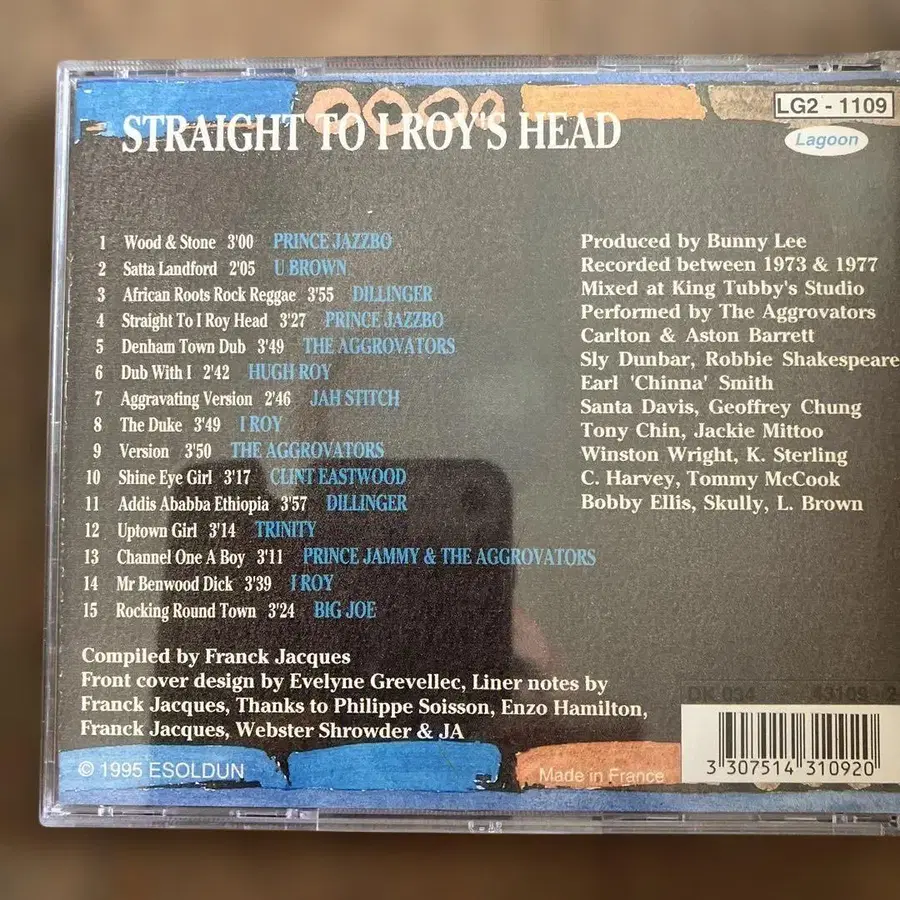 LG2 - 1109
Lagoon
STRAIGHT TO I ROY'S HEAD
1 Wood & Stone 3'00 PRINCE JAZZBO
2 Satta Landford 2'05 U BROWN
3 African Roots Rock Reggae 3'55 DILLINGER
4 Straight To I Roy Head 3'27 PRINCE JAZZBO
5 Denham Town Dub 3'49 THE AGGROVATORS
6 Dub With I 2'42 HUGH ROY
7 Aggravating Version 2'46 JAH STITCH
8 The Duke 3'49 I ROY
9 Version 3'50 THE AGGROVATORS
10 Shine Eye Girl 3'17 CLINT EASTWOOD
11 Addis Ababba Ethiopia 3'57 DILLINGER
12 Uptown Girl 3'14 TRINITY
13 Channel One A Boy 3'11 PRINCE JAMMY & THE AGGROVATORS
14 Mr Benwood Dick 3'39 I ROY
15 Rocking Round Town 3'24 BIG JOE
Produced by Bunny Lee
Recorded between 1973 & 1977
Mixed at King Tubby's Studio
Performed by The Aggrovators
Carlton & Aston Barrett
Sly Dunbar, Robbie Shakespeare
Earl 'Chinna' Smith
Santa Davis, Geoffrey Chung
Tony Chin, Jackie Mittoo
Winston Wright, K. Sterling
C. Harvey, Tommy McCook
Bobby Ellis, Skully, L. Brown
Compiled by Franck Jacques
Front cover design by Evelyne Grevellec, Liner notes by
Franck Jacques, Thanks to Philippe Soisson, Enzo Hamilton,
Franck Jacques, Webster Shrowder & JA
DK 034 43109 - 2
3 307514 310920
© 1995 ESOLDUN
Made in France